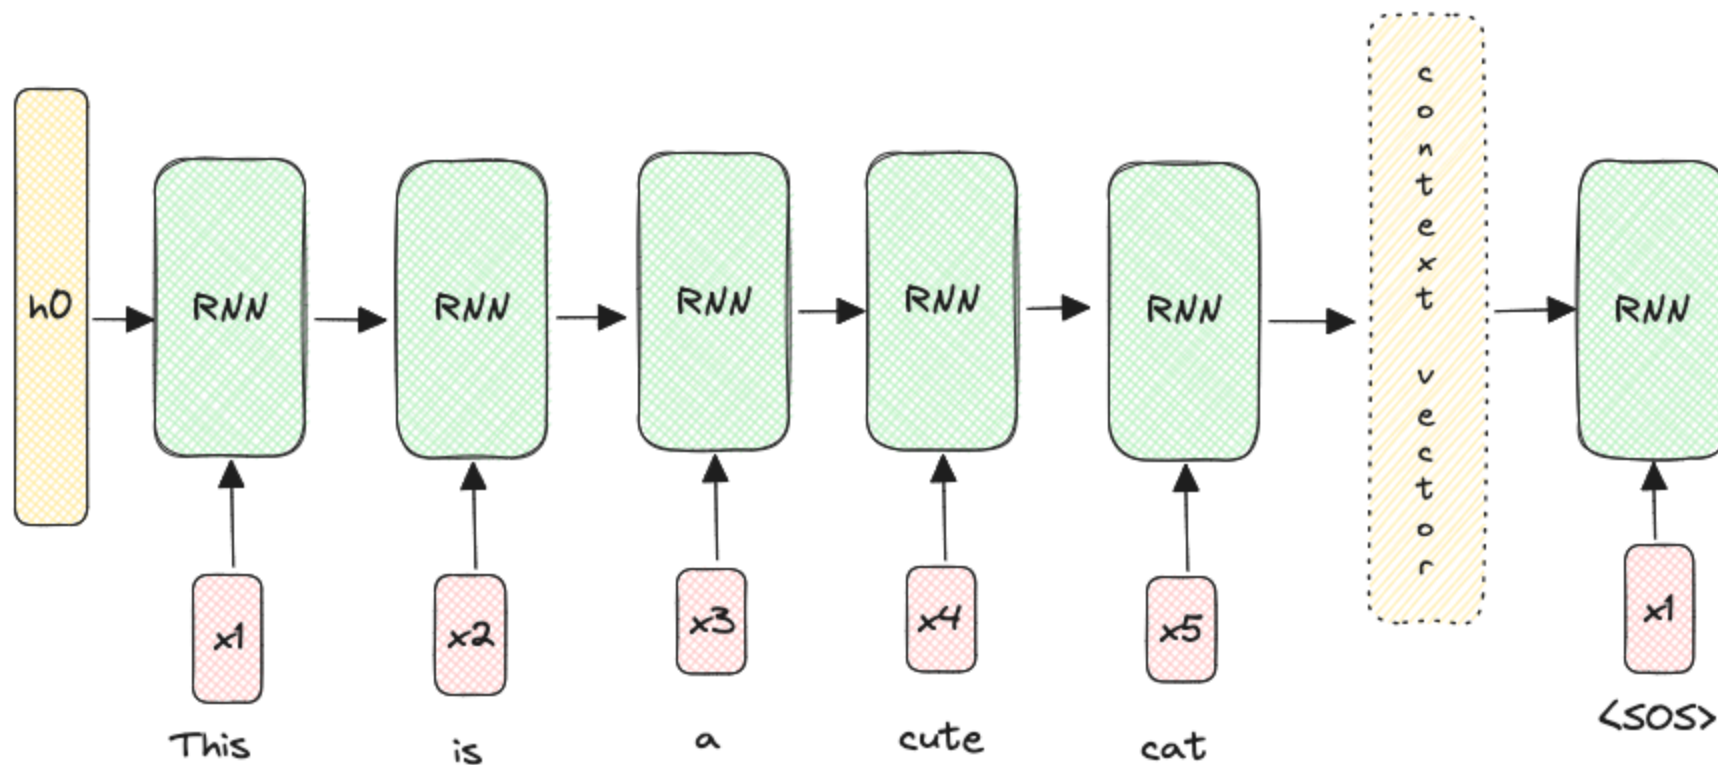 h0
RNN
RNN
RNN
RNN
RNN
context vector
RNN
x1
x2
x3
x4
x5
x1
This
is
a
cute
cat
<SOS>